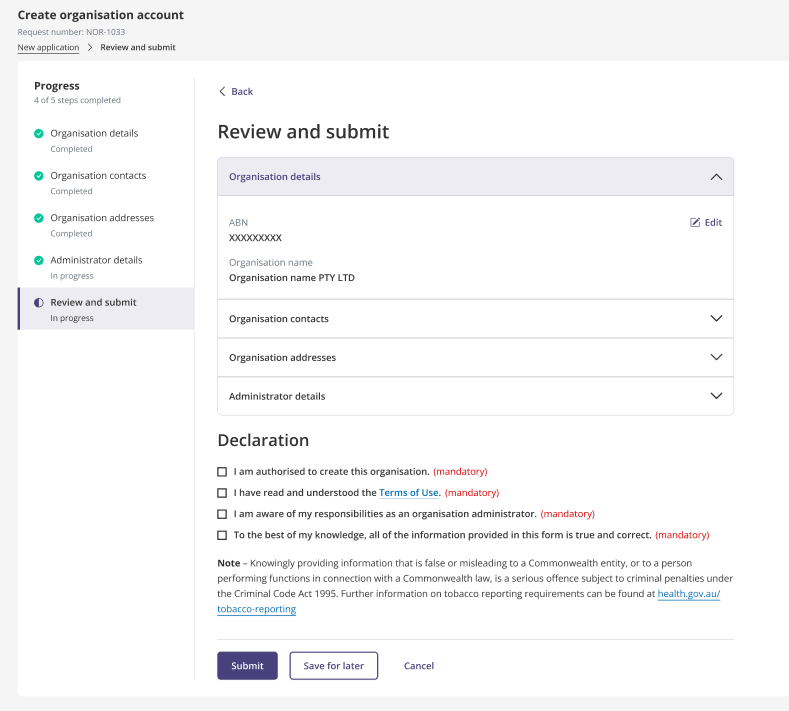 Create organisation account
Request number: NOR-1033
New application > Review and submit
Progress
4 of 5 steps completed
Organisation details
Completed
Organisation contacts
Completed
Organisation addresses
Completed
Administrator details
In progress
Review and submit
In progress
Back
Review and submit
Organisation details
ABN
Edit
XXXXXXXXX
Organisation name
Organisation name PTY LTD
Organisation contacts
Organisation addresses
Administrator details
Declaration
I am authorised to create this organisation. (mandatory)
I have read and understood the Terms of Use. (mandatory)
I am aware of my responsibilities as an organisation administrator. (mandatory)
To the best of my knowledge, all of the information provided in this form is true and correct. (mandatory)
Note – Knowingly providing information that is false or misleading to a Commonwealth entity, or to a person
performing functions in connection with a Commonwealth law, is a serious offence subject to criminal penalties under
the Criminal Code Act 1995. Further information on tobacco reporting requirements can be found at health.gov.au/
tobacco-reporting
Submit Save for later Cancel